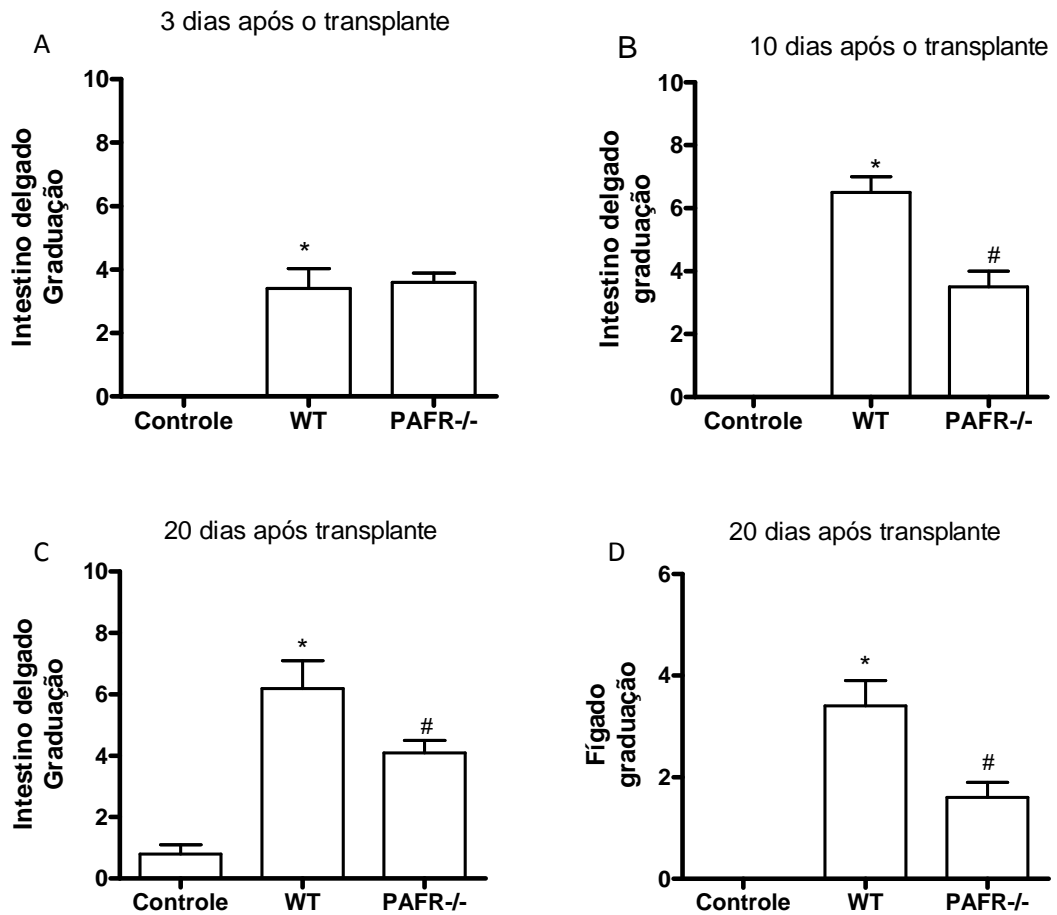 A
3 dias após o transplante
Intestino delgado
Graduação
10
8
6
4
2
0
*
Controle
WT
PAFR-/-
B
10 dias após o transplante
Intestino delgado
graduação
10
8
6
4
2
0
*
#
Controle
WT
PAFR-/-
C
20 dias após transplante
Intestino delgado
Graduação
10
8
6
4
2
0
*
#
Controle
WT
PAFR-/-
D
20 dias após transplante
Fígado
graduação
6
4
2
0
*
#
Controle
WT
PAFR-/-